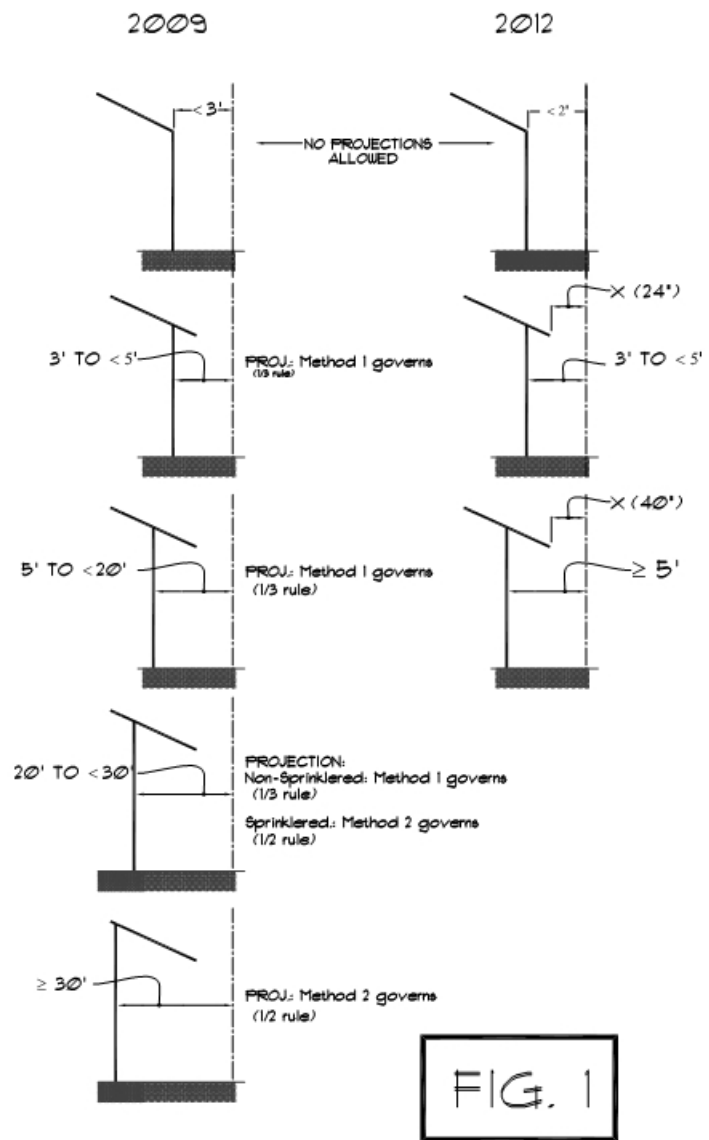 2009
2012
< 3'
< 2'
NO PROJECTIONS
ALLOWED
X (24")
3' TO < 5'
PROJ.: Method 1 governs
(1/3 rule)
3' TO < 5'
X (40")
5' TO < 20'
PROJ.: Method 1 governs
(1/3 rule)
≥ 5'
20' TO < 30'
PROJECTION:
Non-Sprinklered: Method 1 governs
(1/3 rule)
Sprinklered.: Method 2 governs
(1/2 rule)
≥ 30'
PROJ.: Method 2 governs
(1/2 rule)
FIG. 1